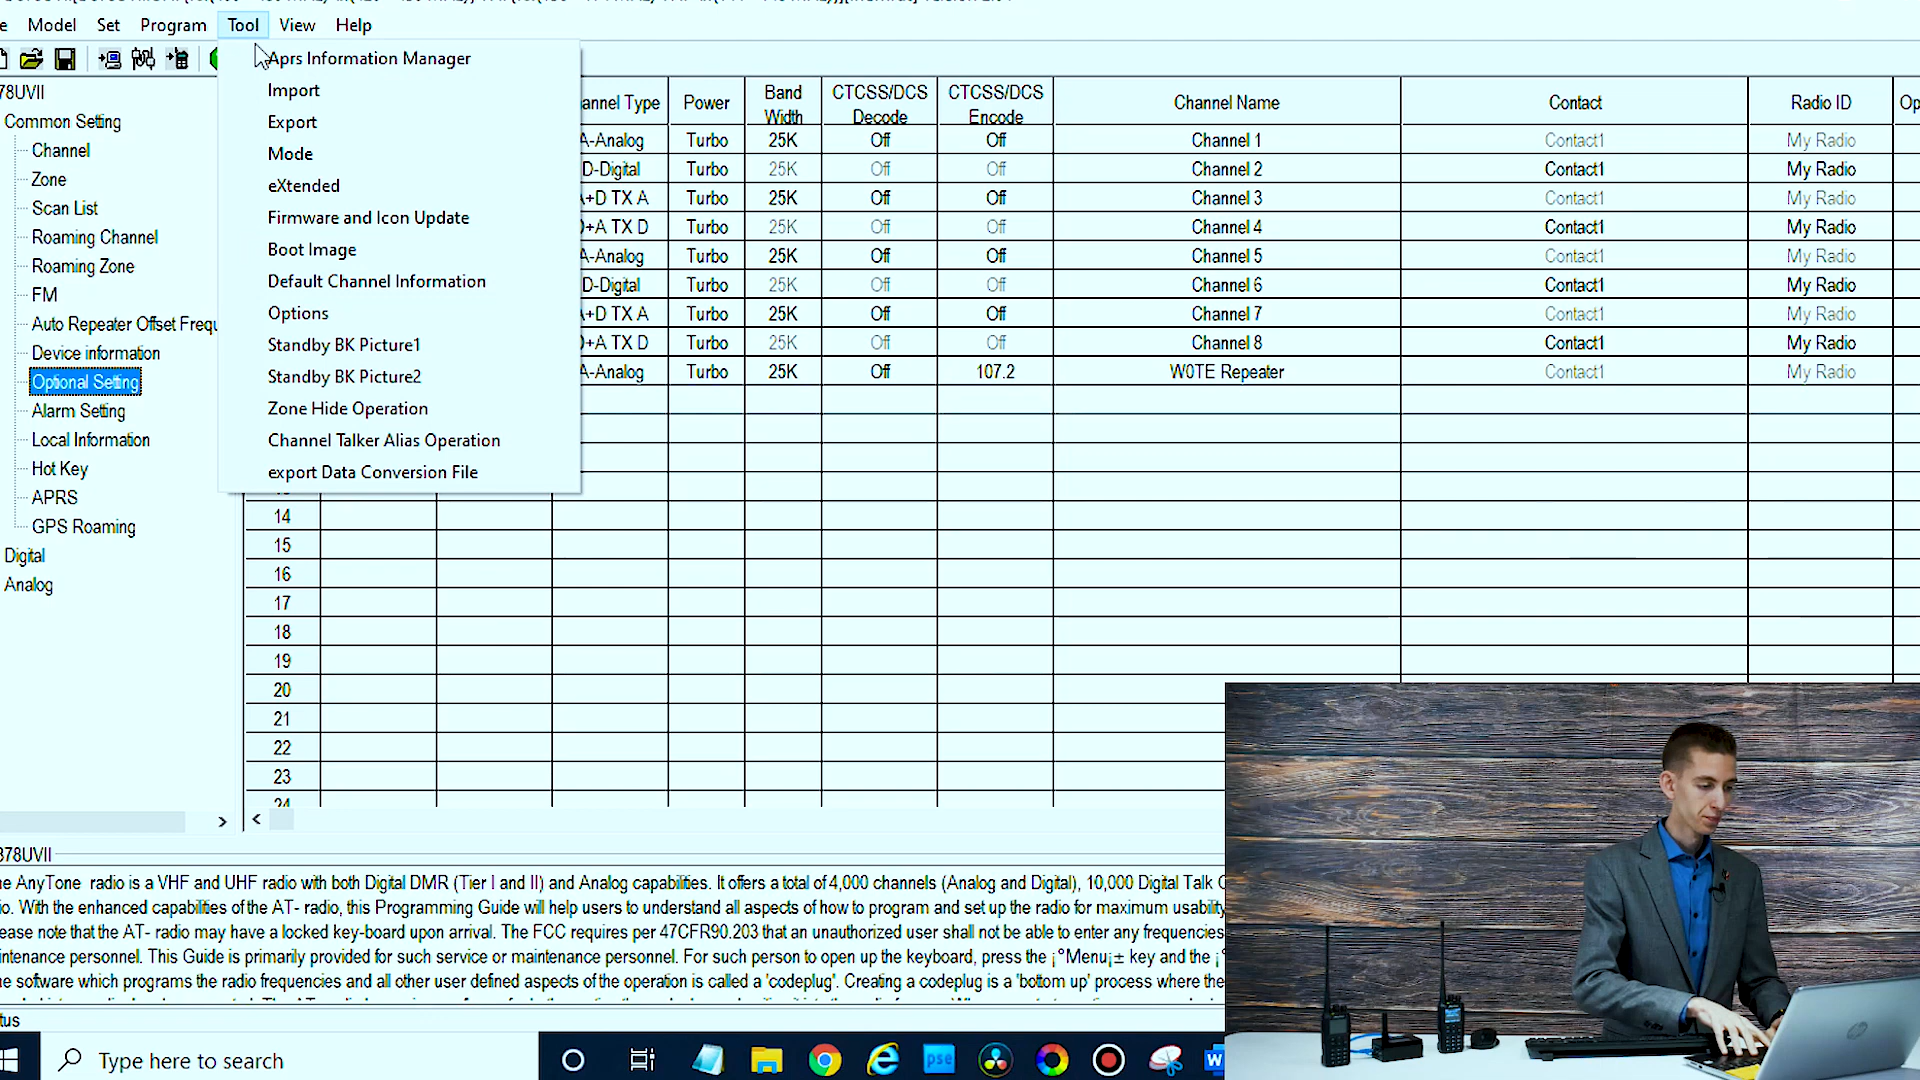 e Model Set Program Tool View Help
Aprs Information Manager
Import
Export
Mode
eXtended
Firmware and Icon Update
Boot Image
Default Channel Information
Options
Standby BK Picture1
Standby BK Picture2
Zone Hide Operation
Channel Talker Alias Operation
export Data Conversion File
78UVII
Common Setting
Channel
Zone
Scan List
Roaming Channel
Roaming Zone
FM
Auto Repeater Offset Frequ
Device information
Optional Setting
Alarm Setting
Local Information
Hot Key
APRS
GPS Roaming
Digital
Analog
annel Type Power Band Width CTCSS/DCS Decode CTCSS/DCS Encode Channel Name Contact Radio ID Op
A-Analog Turbo 25K Off Off Channel 1 Contact1 My Radio
D-Digital Turbo 25K Off Off Channel 2 Contact1 My Radio
A+D TX A Turbo 25K Off Off Channel 3 Contact1 My Radio
D+A TX D Turbo 25K Off Off Channel 4 Contact1 My Radio
A-Analog Turbo 25K Off Off Channel 5 Contact1 My Radio
D-Digital Turbo 25K Off Off Channel 6 Contact1 My Radio
A+D TX A Turbo 25K Off Off Channel 7 Contact1 My Radio
D+A TX D Turbo 25K Off Off Channel 8 Contact1 My Radio
A-Analog Turbo 25K Off 107.2 W0TE Repeater Contact1 My Radio
14
15
16
17
18
19
20
21
22
23
24
378UVII
e AnyTone radio is a VHF and UHF radio with both Digital DMR (Tier I and II) and Analog capabilities. It offers a total of 4,000 channels (Analog and Digital), 10,000 Digital Talk
io. With the enhanced capabilities of the AT- radio, this Programming Guide will help users to understand all aspects of how to program and set up the radio for maximum usability
ease note that the AT- radio may have a locked key-board upon arrival. The FCC requires per 47CFR90.203 that an unauthorized user shall not be able to enter any frequencies
intenance personnel. This Guide is primarily provided for such service or maintenance personnel. For such person to open up the keyboard, press the ¡°Menu¡± key and the ¡°
e software which programs the radio frequencies and all other user defined aspects of the operation is called a 'codeplug'. Creating a codeplug is a 'bottom up' process where the
tus
Type here to search
pse
W
hp